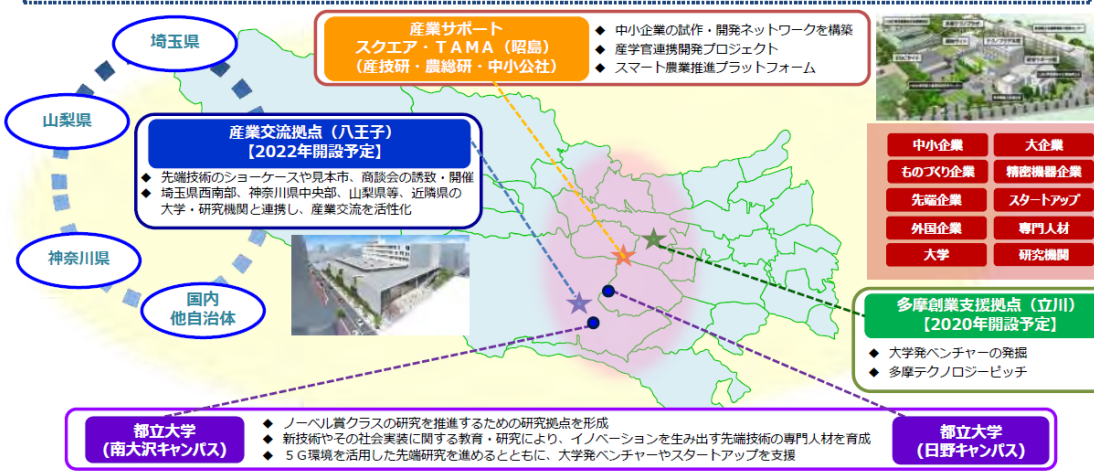 産業サポート
スクエア・TAMA（昭島）
（産技研・農総研・中小公社）
◆ 中小企業の試作・開発ネットワークを構築
◆ 産学官連携開発プロジェクト
◆ スマート農業推進プラットフォーム
埼玉県
山梨県
神奈川県
国内
他自治体
産業交流拠点（八王子）
【2022年開設予定】
◆ 先端技術のショーケースや見本市、商談会の誘致・開催
◆ 埼玉県西南部、神奈川県中央部、山梨県等、近隣県の
大学・研究機関と連携し、産業交流を活性化
中小企業
大企業
ものづくり企業
精密機器企業
先端企業
スタートアップ
外国企業
専門人材
大学
研究機関
多摩創業支援拠点（立川）
【2020年開設予定】
◆ 大学発ベンチャーの発掘
◆ 多摩テクノロジーピッチ
都立大学
(南大沢キャンパス)
◆ ノーベル賞クラスの研究を推進するための研究拠点を形成
◆ 新技術やその社会実装に関する教育・研究により、イノベーションを生み出す先端技術の専門人材を育成
◆ ５Ｇ環境を活用した先端研究を進めるとともに、大学発ベンチャーやスタートアップを支援
都立大学
(日野キャンパス)